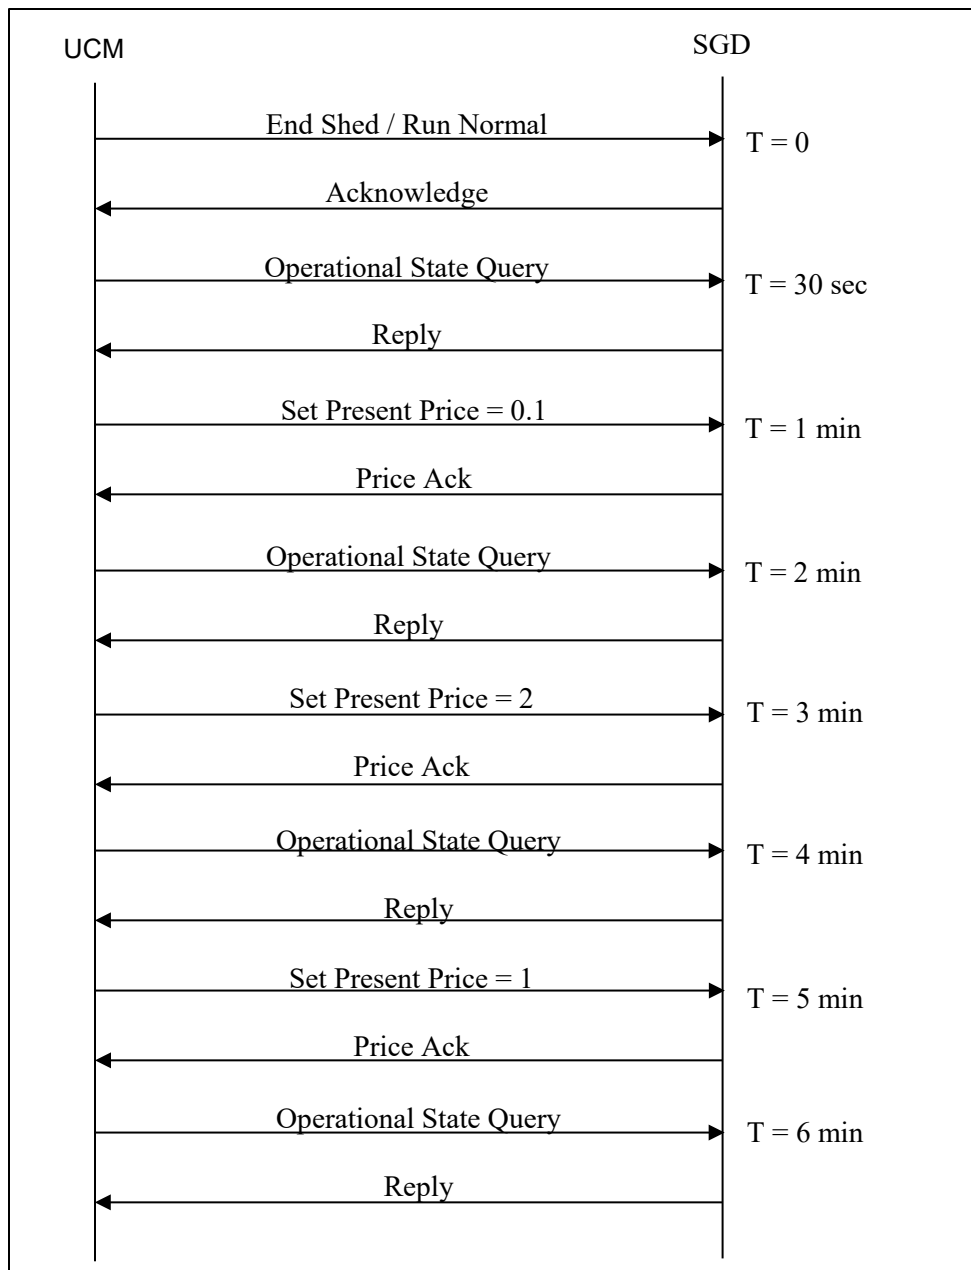 UCM
SGD
End Shed / Run Normal
T = 0
Acknowledge
Operational State Query
T = 30 sec
Reply
Set Present Price = 0.1
T = 1 min
Price Ack
Operational State Query
T = 2 min
Reply
Set Present Price = 2
T = 3 min
Price Ack
Operational State Query
T = 4 min
Reply
Set Present Price = 1
T = 5 min
Price Ack
Operational State Query
T = 6 min
Reply